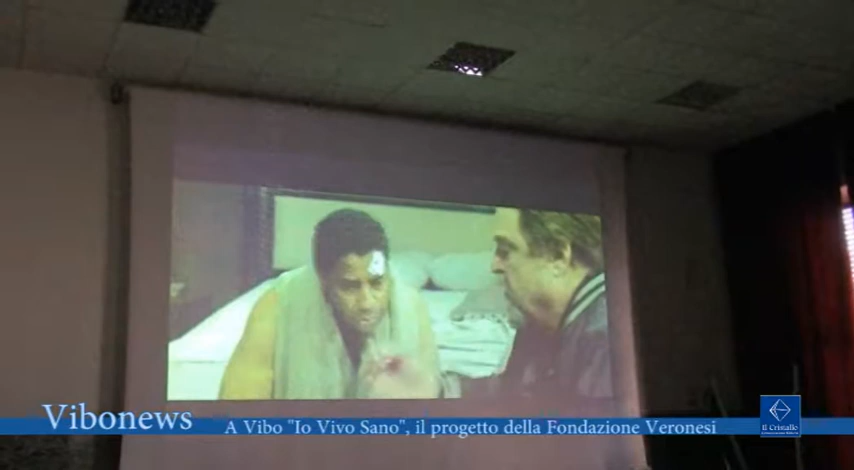 Vibonews
A Vibo "Io Vivo Sano", il progetto della Fondazione Veronesi
Il Cristallo